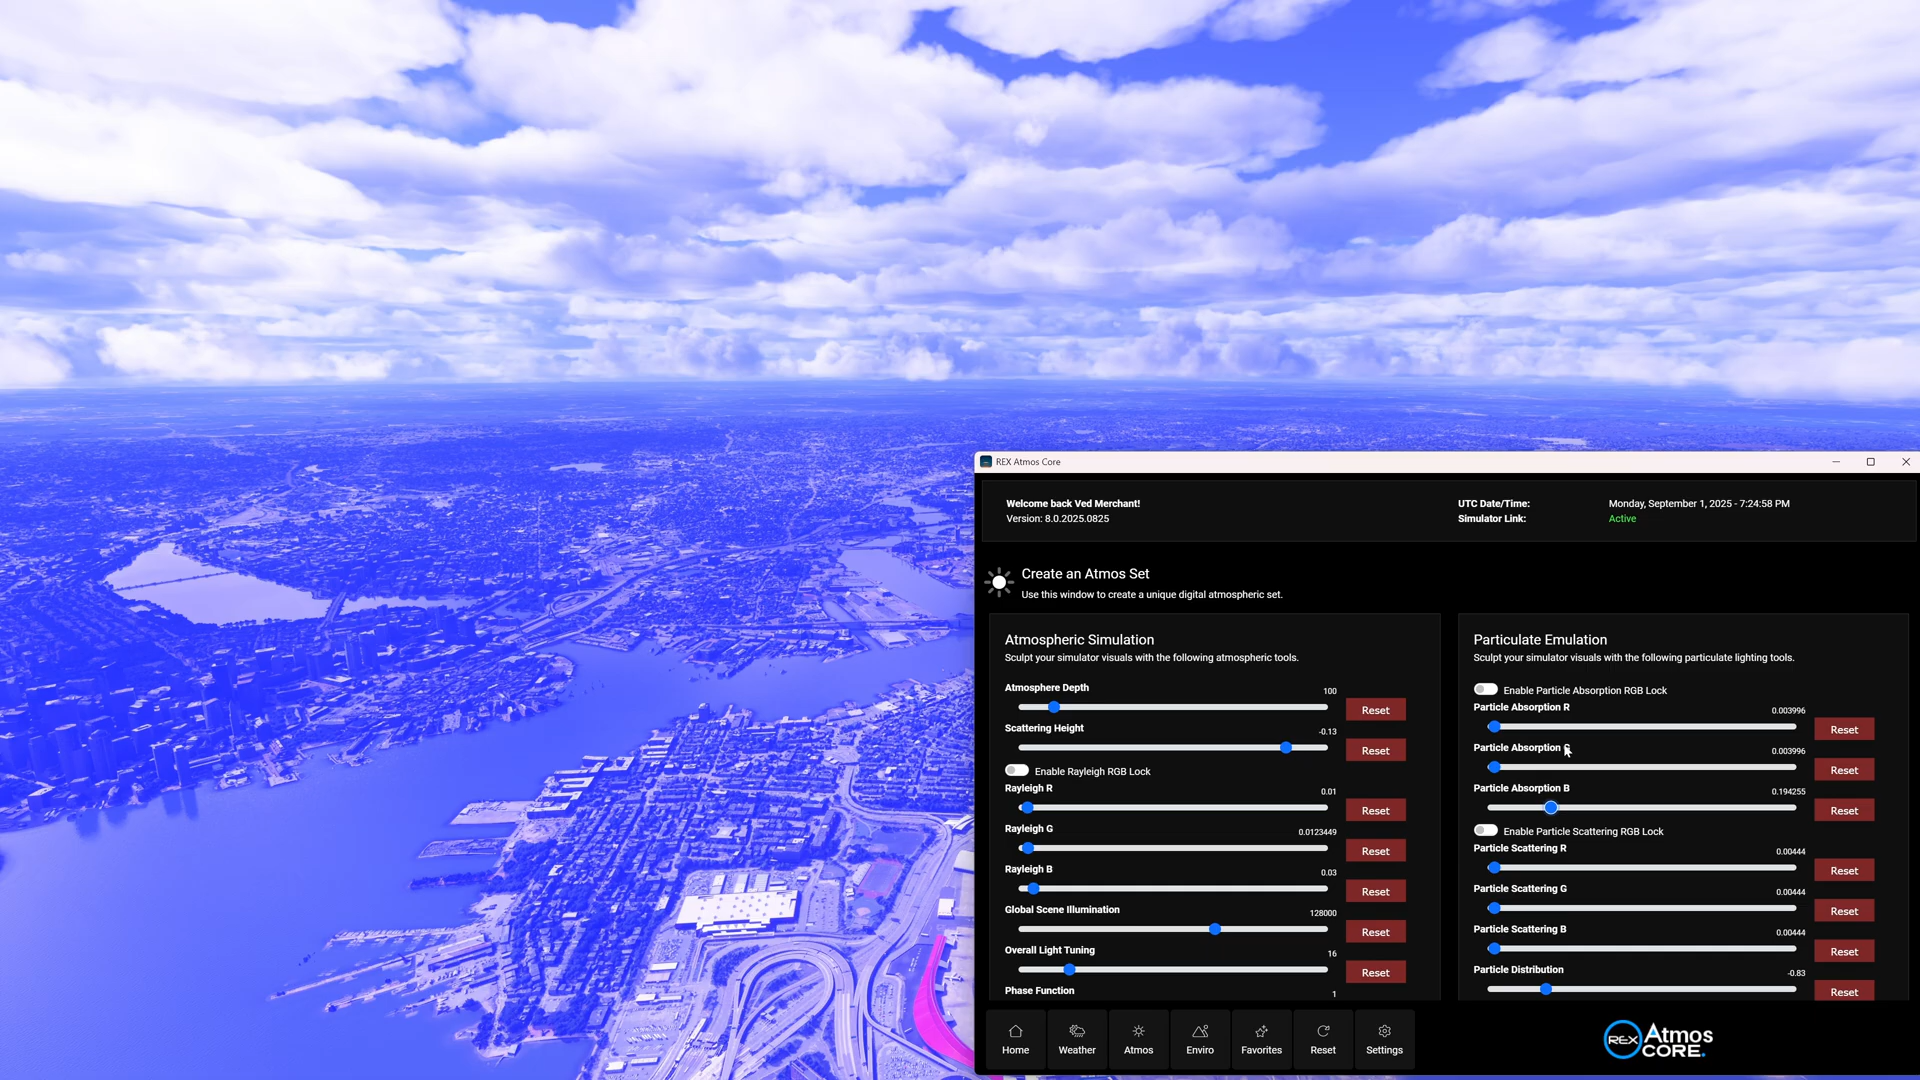 REX Atmos Core
Welcome back Ved Merchant!
Version: 8.0.2025.0825
UTC Date/Time: Monday, September 1, 2025 - 7:24:58 PM
Simulator Link: Active
Create an Atmos Set
Use this window to create a unique digital atmospheric set.
Atmospheric Simulation
Sculpt your simulator visuals with the following atmospheric tools.
Atmosphere Depth 100
Reset
Scattering Height -0.13
Reset
Enable Rayleigh RGB Lock
Rayleigh R 0.01
Reset
Rayleigh G 0.0123449
Reset
Rayleigh B 0.03
Reset
Global Scene Illumination 128000
Reset
Overall Light Tuning 16
Reset
Phase Function 1
Particulate Emulation
Sculpt your simulator visuals with the following particulate lighting tools.
Enable Particle Absorption RGB Lock
Particle Absorption R 0.003996
Reset
Particle Absorption 0.003996
Reset
Particle Absorption B 0.194255
Reset
Enable Particle Scattering RGB Lock
Particle Scattering R 0.00444
Reset
Particle Scattering G 0.00444
Reset
Particle Scattering B 0.00444
Reset
Particle Distribution -0.83
Reset
Home Weather Atmos Enviro Favorites Reset Settings
REX Atmos
CORE.